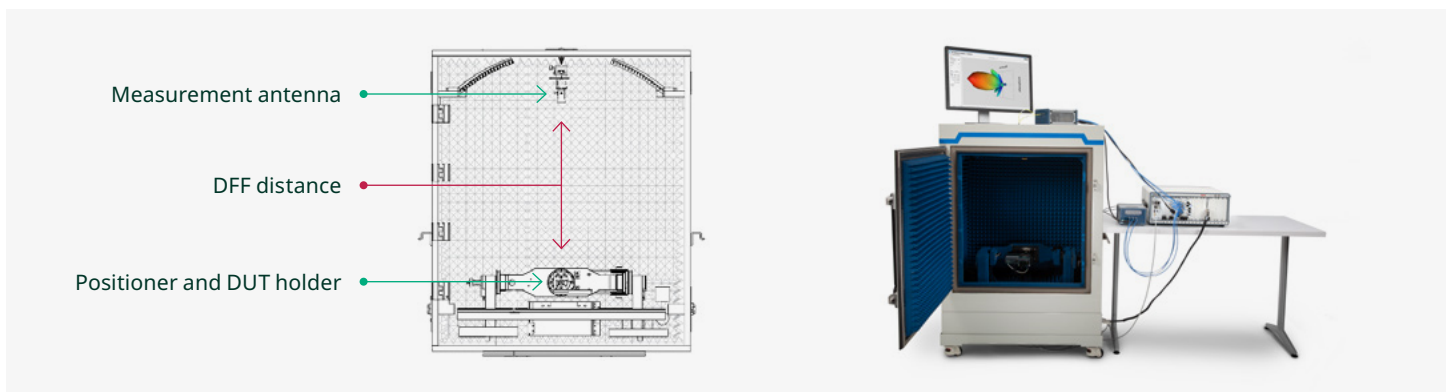 Measurement antenna
DFF distance
Positioner and DUT holder